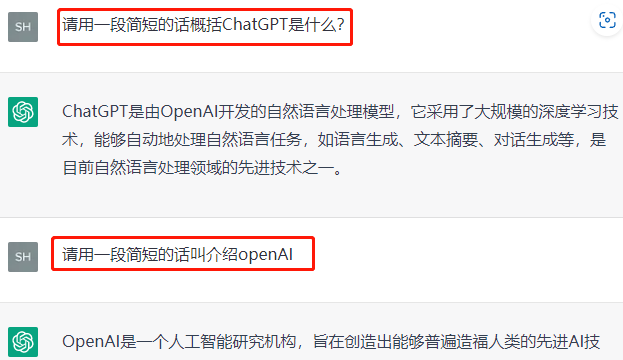 SH
请用一段简短的话概括ChatGPT是什么?
ChatGPT是由OpenAI开发的自然语言处理模型，它采用了大规模的深度学习技
术，能够自动地处理自然语言任务，如语言生成、文本摘要、对话生成等，是
目前自然语言处理领域的先进技术之一。
SH
请用一段简短的话叫介绍openAI
OpenAI是一个人工智能研究机构，旨在创造出能够普遍造福人类的先进AI技